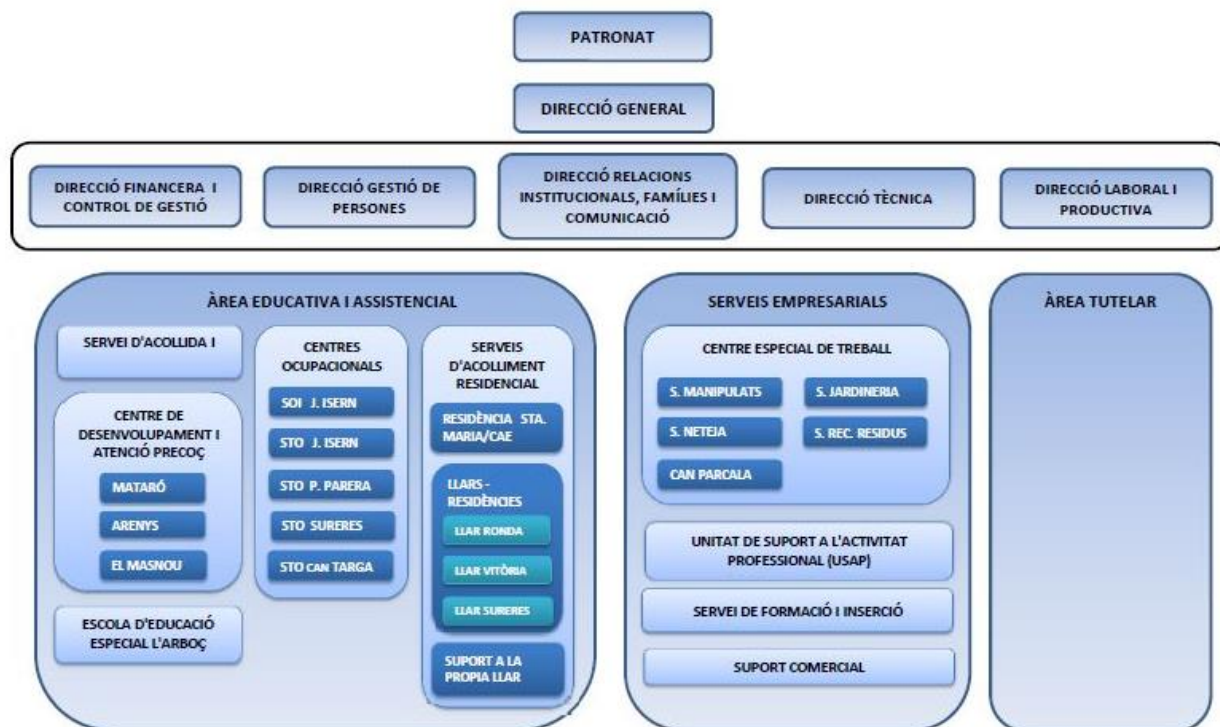 PATRONAT
DIRECCIÓ GENERAL
DIRECCIÓ FINANCERA I
CONTROL DE GESTIÓ
DIRECCIÓ GESTIÓ DE
PERSONES
DIRECCIÓ RELACIONS
INSTITUCIONALS, FAMÍLIES I
COMUNICACIÓ
DIRECCIÓ TÈCNICA
DIRECCIÓ LABORAL I
PRODUCTIVA
ÀREA EDUCATIVA I ASSISTENCIAL
SERVEI D'ACOLLIDA I
CENTRE DE
DESENVOLUPAMENT I
ATENCIÓ PRECOÇ
MATARÓ
ARENYS
EL MASNOU
ESCOLA D'EDUCACIÓ
ESPECIAL L'ARBOÇ
CENTRES
OCUPACIONALS
SOI J. ISERN
STO J. ISERN
STO P. PARERA
STO SURERES
STO CAN TARGA
SERVEIS
D'ACOLLIMENT
RESIDENCIAL
RESIDÈNCIA STA.
MARIA/CAE
LLARS -
RESIDÈNCIES
LLAR RONDA
LLAR VITÒRIA
LLAR SURERES
SUPORT A LA
PROPIA LLAR
SERVEIS EMPRESARIALS
CENTRE ESPECIAL DE TREBALL
S. MANIPULATS
S. JARDINERIA
S. NETEJA
S. REC. RESIDUS
CAN PARCALA
UNITAT DE SUPORT A L'ACTIVITAT
PROFESSIONAL (USAP)
SERVEI DE FORMACIÓ I INSERCIÓ
SUPORT COMERCIAL
ÀREA TUTELAR